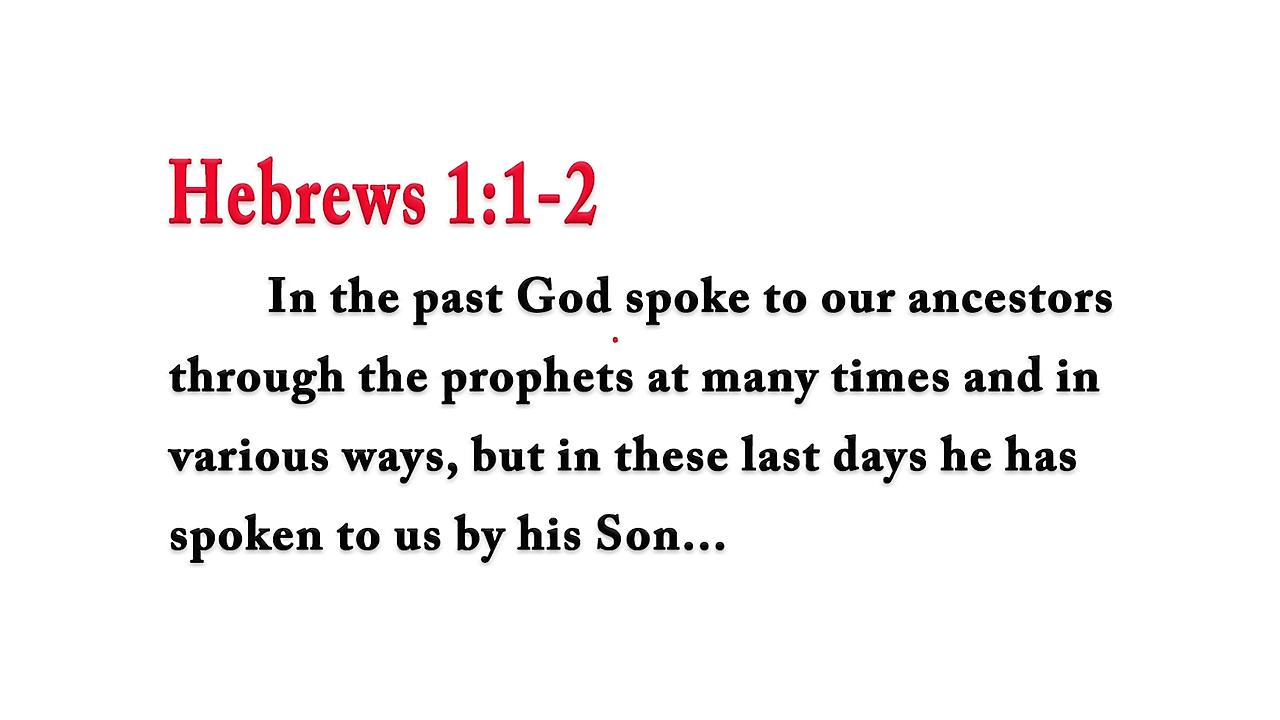 Hebrews 1:1-2
In the past God spoke to our ancestors
through the prophets at many times and in
various ways, but in these last days he has
spoken to us by his Son...